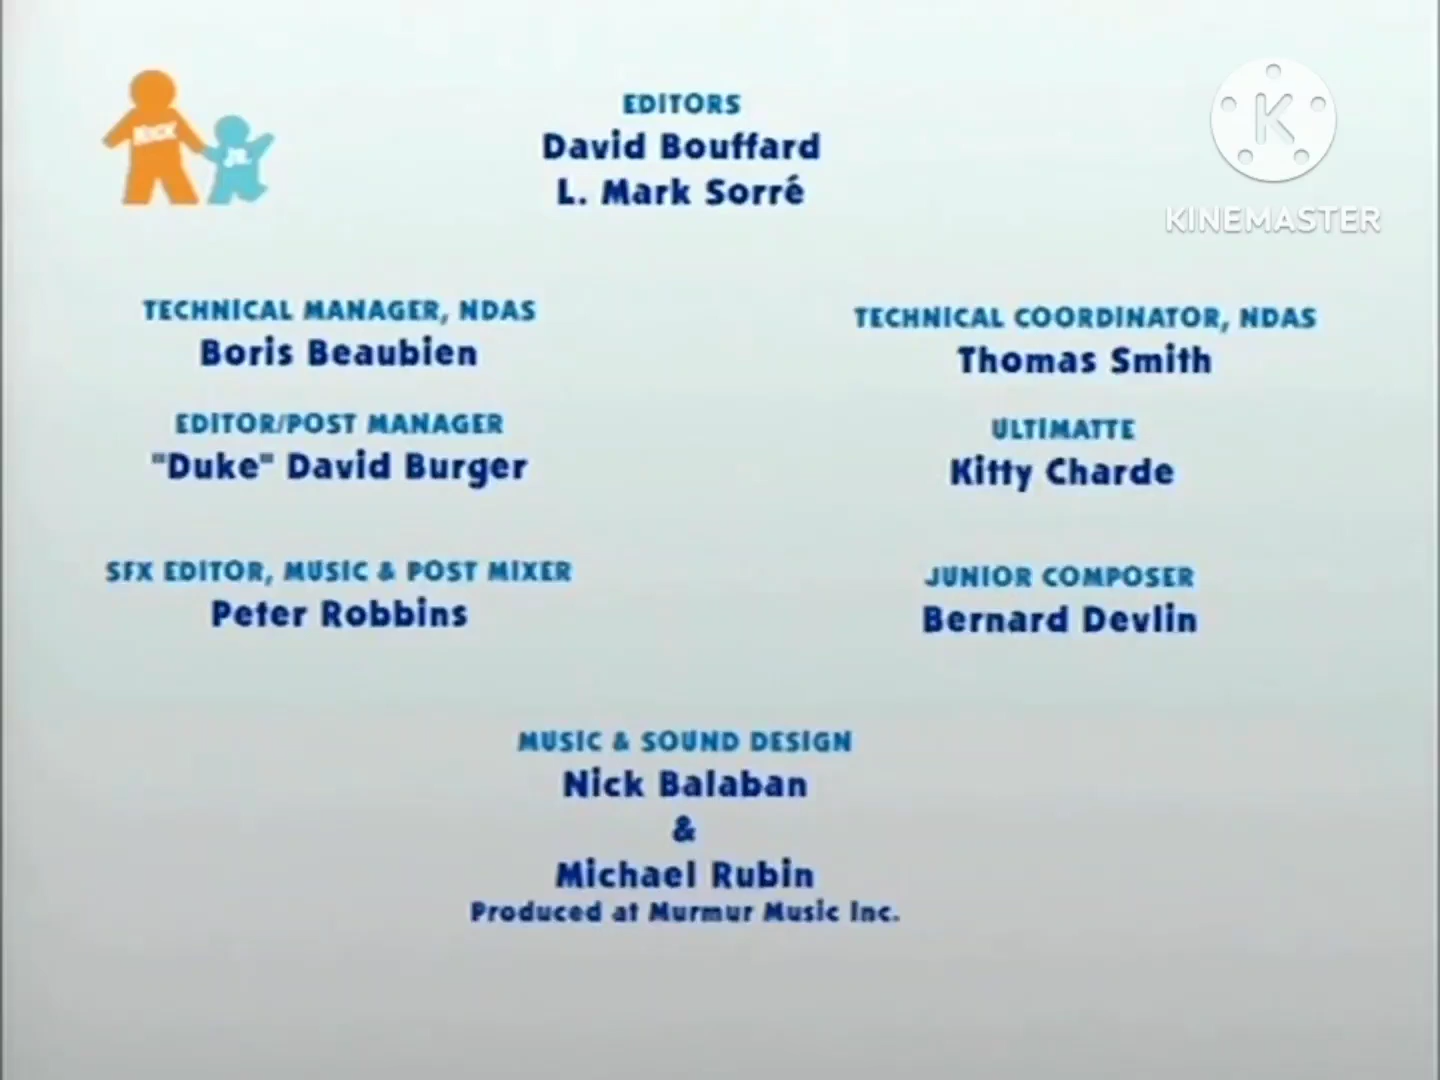 NICK
JR.
KINEMASTER
EDITORS
David Bouffard
L. Mark Sorré
TECHNICAL MANAGER, NDAS
Boris Beaubien
TECHNICAL COORDINATOR, NDAS
Thomas Smith
EDITOR/POST MANAGER
"Duke" David Burger
ULTIMATTE
Kitty Charde
SFX EDITOR, MUSIC & POST MIXER
Peter Robbins
JUNIOR COMPOSER
Bernard Devlin
MUSIC & SOUND DESIGN
Nick Balaban
&
Michael Rubin
Produced at Murmur Music Inc.